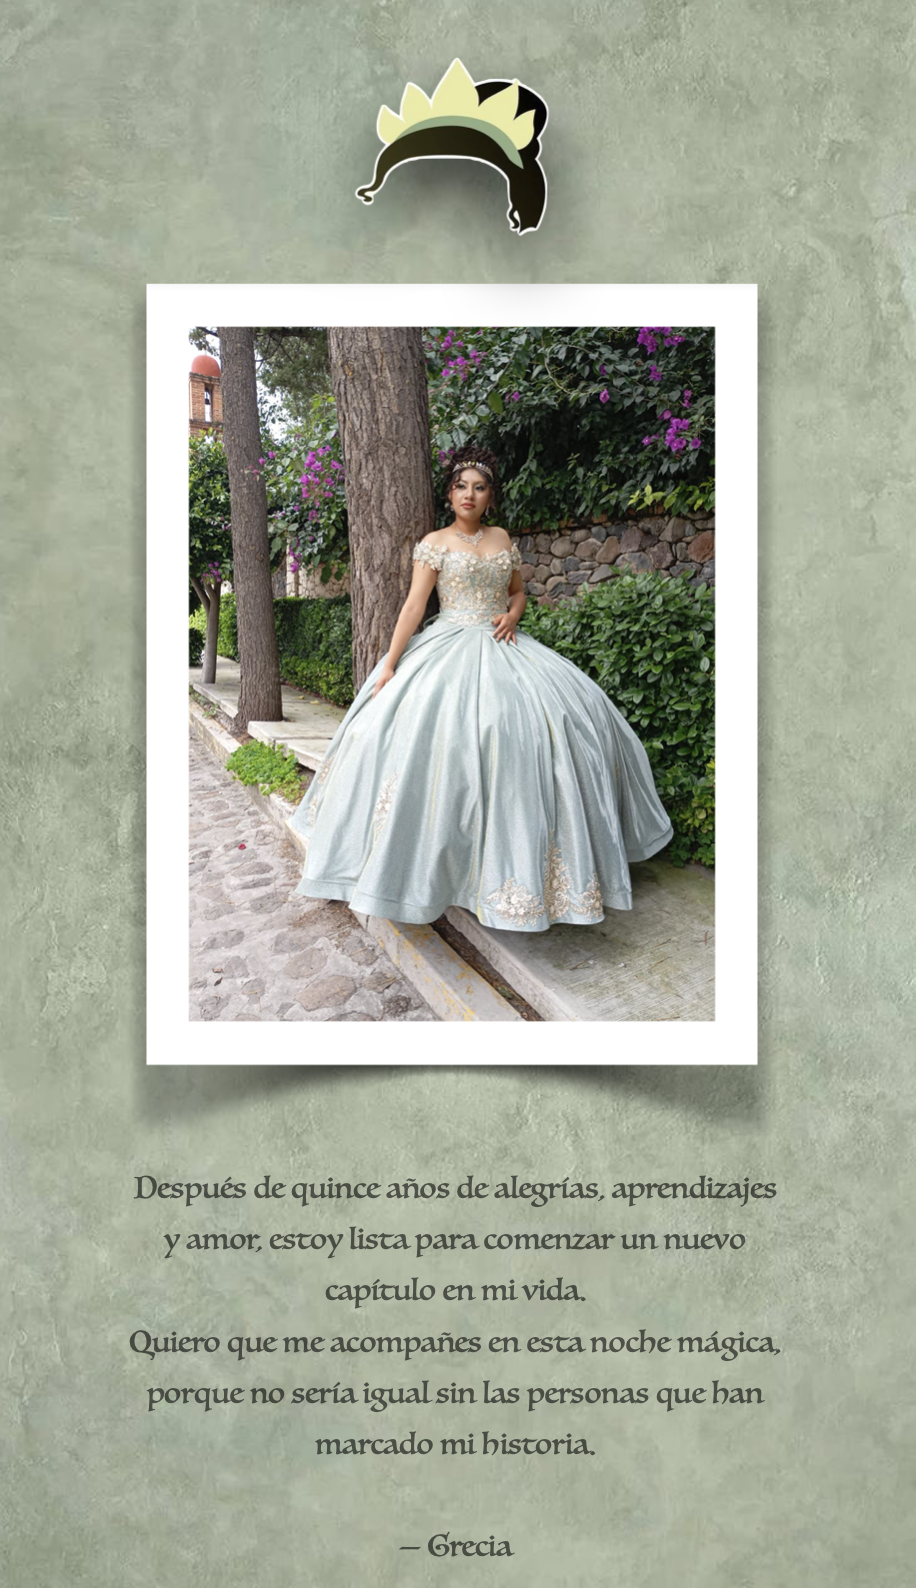 Después de quince años de alegrías, aprendizajes
y amor, estoy lista para comenzar un nuevo
capítulo en mi vida.
Quiero que me acompañes en esta noche mágica,
porque no sería igual sin las personas que han
marcado mi historia.
– Grecia